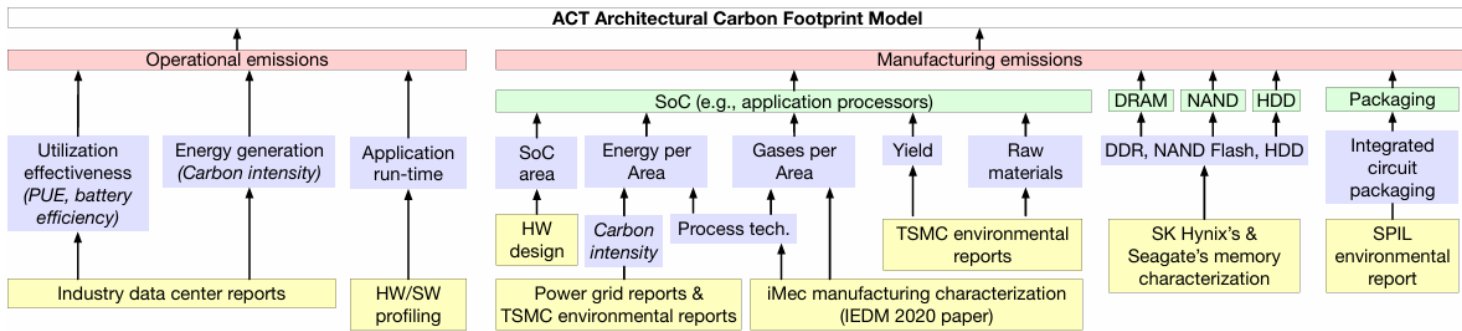 ACT Architectural Carbon Footprint Model
Operational emissions
Manufacturing emissions
SoC (e.g., application processors)
DRAM
NAND
HDD
Packaging
Utilization
effectiveness
(PUE, battery
efficiency)
Energy generation
(Carbon intensity)
Application
run-time
SoC
area
Energy per
Area
Gases per
Area
Yield
Raw
materials
DDR, NAND Flash, HDD
Integrated
circuit
packaging
HW
design
Carbon
intensity
Process tech.
TSMC environmental
reports
SK Hynix's &
Seagate's memory
characterization
SPIL
environmental
report
Industry data center reports
HW/SW
profiling
Power grid reports &
TSMC environmental reports
iMec manufacturing characterization
(IEDM 2020 paper)